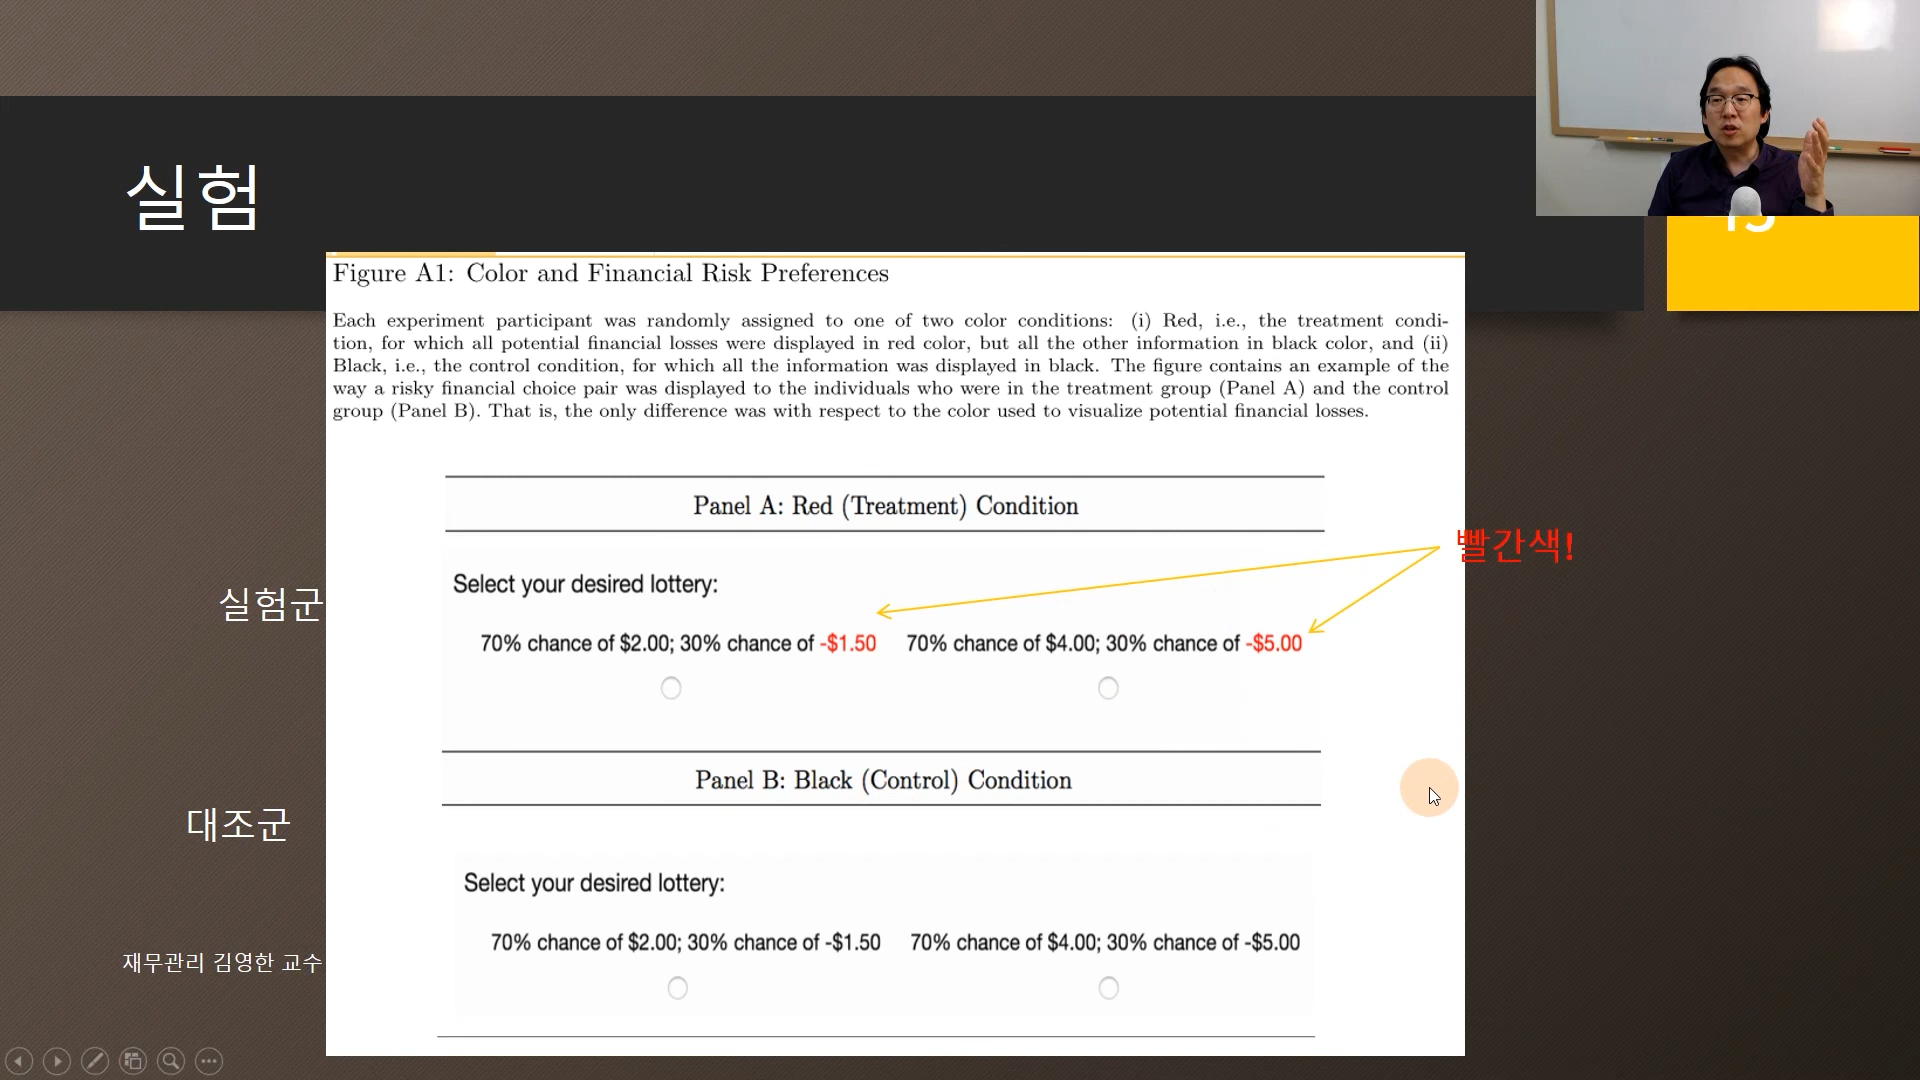 실험
Figure A1: Color and Financial Risk Preferences
Each experiment participant was randomly assigned to one of two color conditions: (i) Red, i.e., the treatment condi-
tion, for which all potential financial losses were displayed in red color, but all the other information in black color, and (ii)
Black, i.e., the control condition, for which all the information was displayed in black. The figure contains an example of the
way a risky financial choice pair was displayed to the individuals who were in the treatment group (Panel A) and the control
group (Panel B). That is, the only difference was with respect to the color used to visualize potential financial losses.
Panel A: Red (Treatment) Condition
빨간색!
실험군
Select your desired lottery:
70% chance of $2.00; 30% chance of -$1.50
70% chance of $4.00; 30% chance of -$5.00
Panel B: Black (Control) Condition
대조군
Select your desired lottery:
70% chance of $2.00; 30% chance of -$1.50
70% chance of $4.00; 30% chance of -$5.00
재무관리 김영한 교수